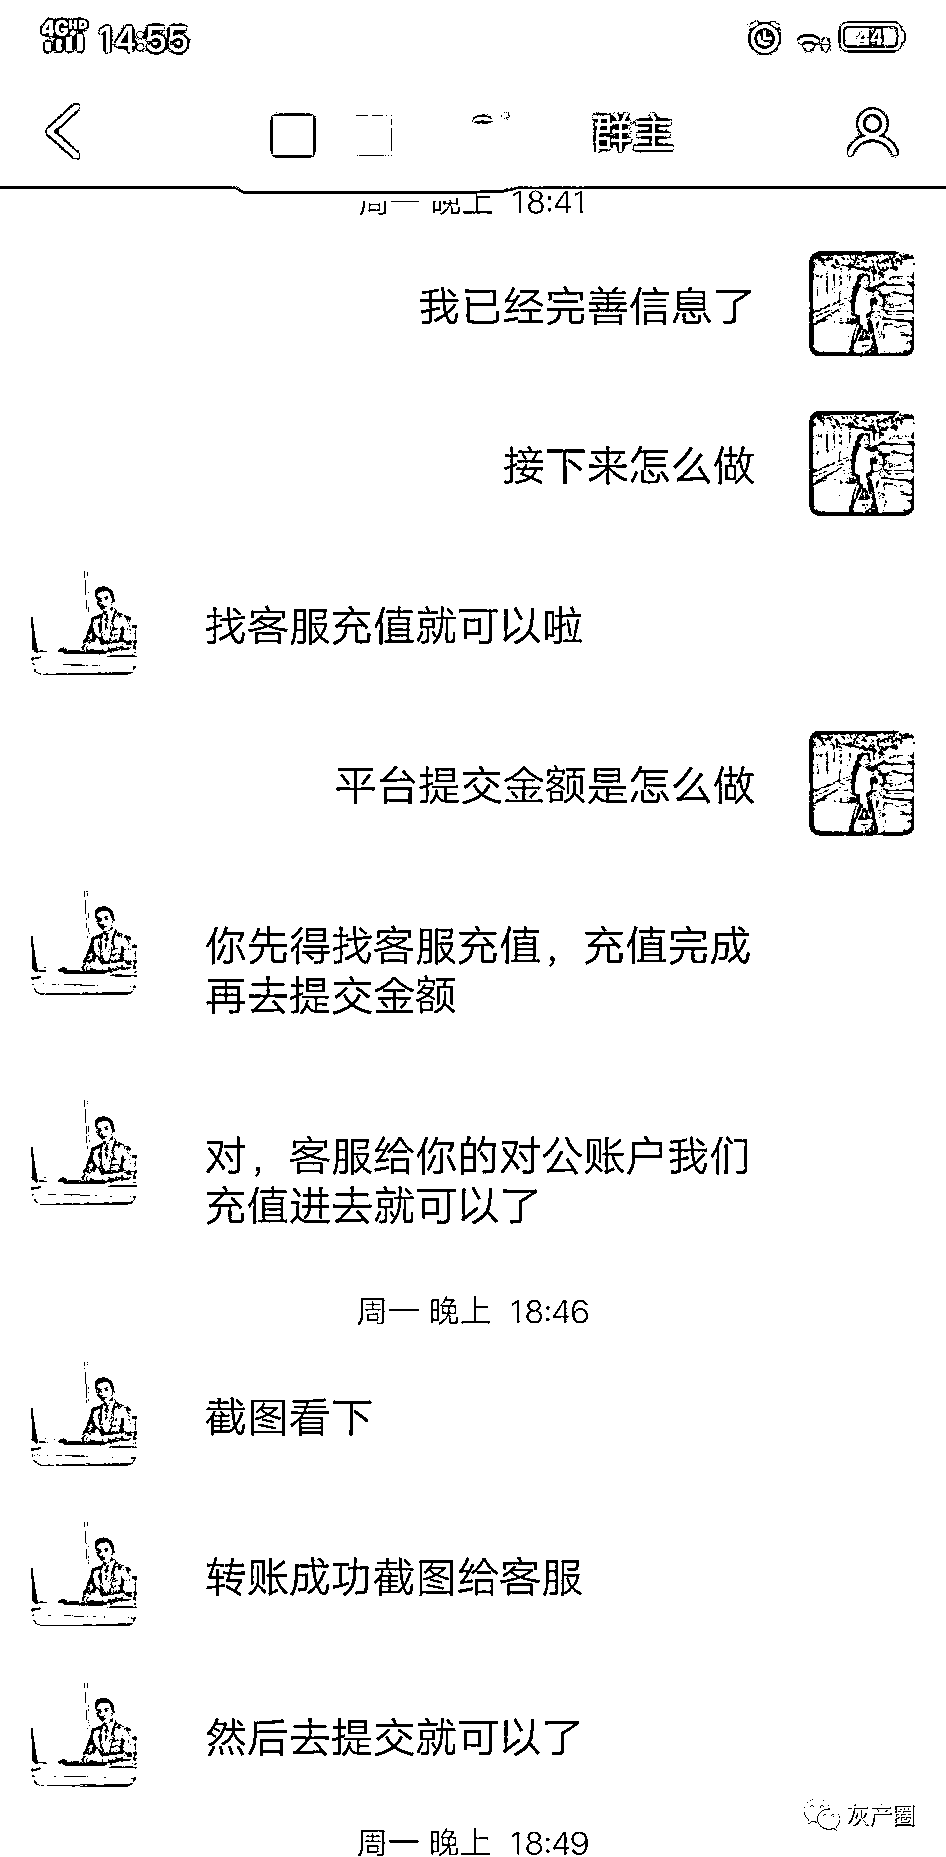 4GHD 14:55 44
群主
周一 晚上 18:41
我已经完善信息了
接下来怎么做
找客服充值就可以啦
平台提交金额是怎么做
你先得找客服充值，充值完成
再去提交金额
对，客服给你的对公账户我们
充值进去就可以了
周一 晚上 18:46
截图看下
转账成功截图给客服
然后去提交就可以了
灰产圈
周一 晚上 18:49